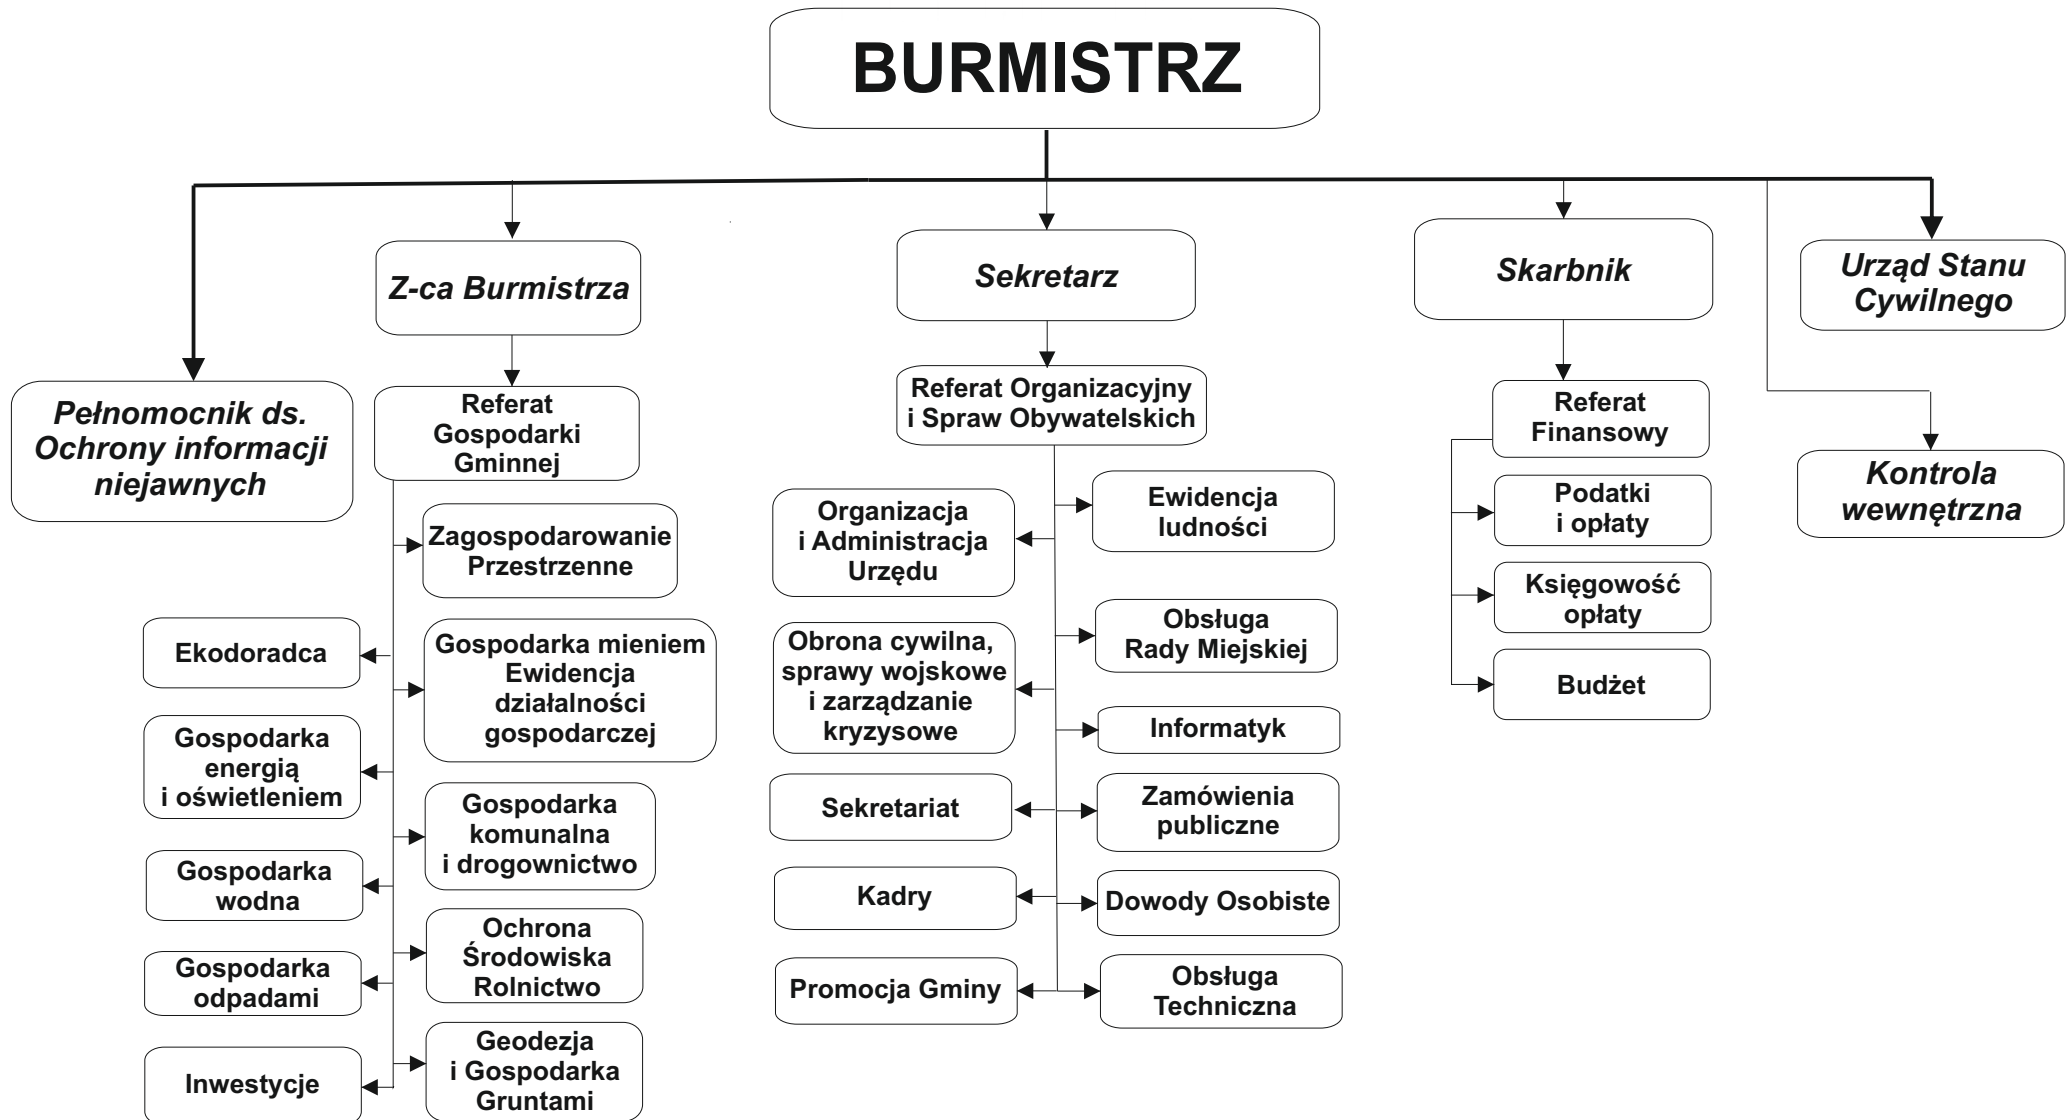 BURMISTRZ
Pełnomocnik ds.
Ochrony informacji
niejawnych
Z-ca Burmistrza
Referat
Gospodarki
Gminnej
Zagospodarowanie
Przestrzenne
Ekodoradca
Gospodarka mieniem
Ewidencja
działalności
gospodarczej
Gospodarka
energią
i oświetleniem
Gospodarka
komunalna
i drogownictwo
Gospodarka
wodna
Ochrona
Środowiska
Rolnictwo
Gospodarka
odpadami
Geodezja
i Gospodarka
Gruntami
Inwestycje
Sekretarz
Referat Organizacyjny
i Spraw Obywatelskich
Organizacja
i Administracja
Urzędu
Ewidencja
ludności
Obrona cywilna,
sprawy wojskowe
i zarządzanie
kryzysowe
Obsługa
Rady Miejskiej
Informatyk
Sekretariat
Zamówienia
publiczne
Kadry
Dowody Osobiste
Promocja Gminy
Obsługa
Techniczna
Skarbnik
Referat
Finansowy
Podatki
i opłaty
Księgowość
opłaty
Budżet
Urząd Stanu
Cywilnego
Kontrola
wewnętrzna